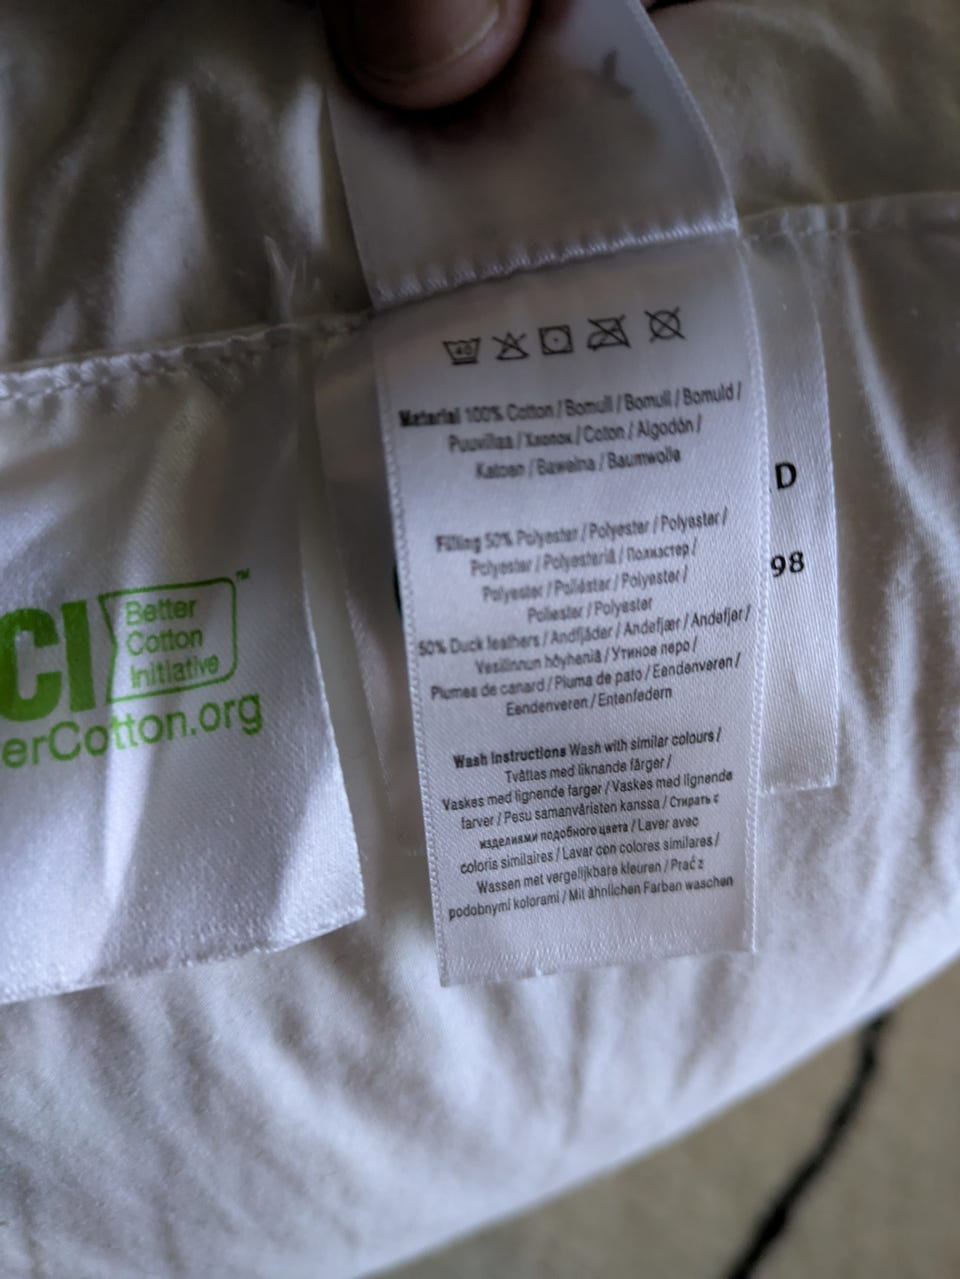 40
Material 100% Cotton / Bomull / Bomull / Bomuld /
Puuvillaa / Хлопок / Coton / Algodón /
Katoen / Bawełna / Baumwolle
Filling 50% Polyester / Polyester / Polyester /
Polyester / Polyesteriä / Полиэстер /
Polyester / Poliéster / Polyester /
Poliester / Polyester
50% Duck feathers / Andfjäder / Andefjær / Andefjer /
Vesilinnun höyheniä / Утиное перо /
Plumes de canard / Pluma de pato / Eendenveren /
Eendenveren / Entenfedern
Wash Instructions Wash with similar colours /
Tvättas med liknande färger /
Vaskes med lignende farger / Vaskes med lignende
farver / Pesu samanväristen kanssa / Стирать с
изделиями подобного цвета / Laver avec
coloris similaires / Lavar con colores similares /
Wassen met vergelijkbare kleuren / Prać z
podobnymi kolorami / Mit ähnlichen Farben waschen
CI
Better
Cotton
Initiative
™
erCotton.org
D
98